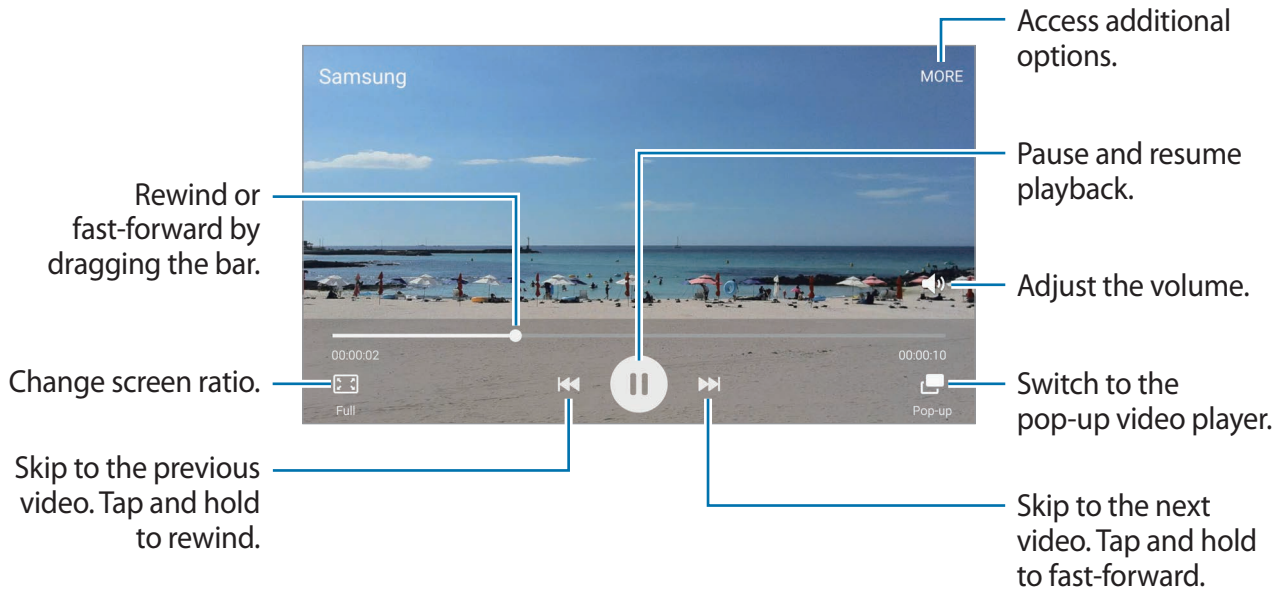 Access additional
options.
Samsung
MORE
Pause and resume
playback.
Rewind or
fast-forward by
dragging the bar.
Adjust the volume.
00:00:02
00:00:10
Change screen ratio.
Full
Pop-up
Switch to the
pop-up video player.
Skip to the previous
video. Tap and hold
to rewind.
Skip to the next
video. Tap and hold
to fast-forward.